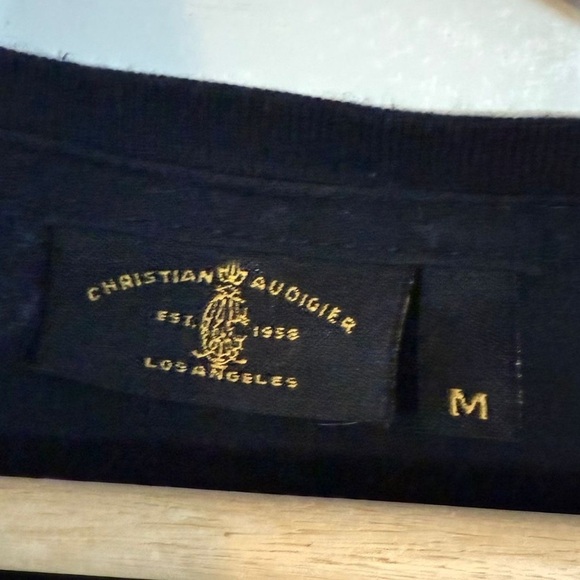 CHRISTIAN AUDIGIER
EST. 1958
LOS ANGELES
M